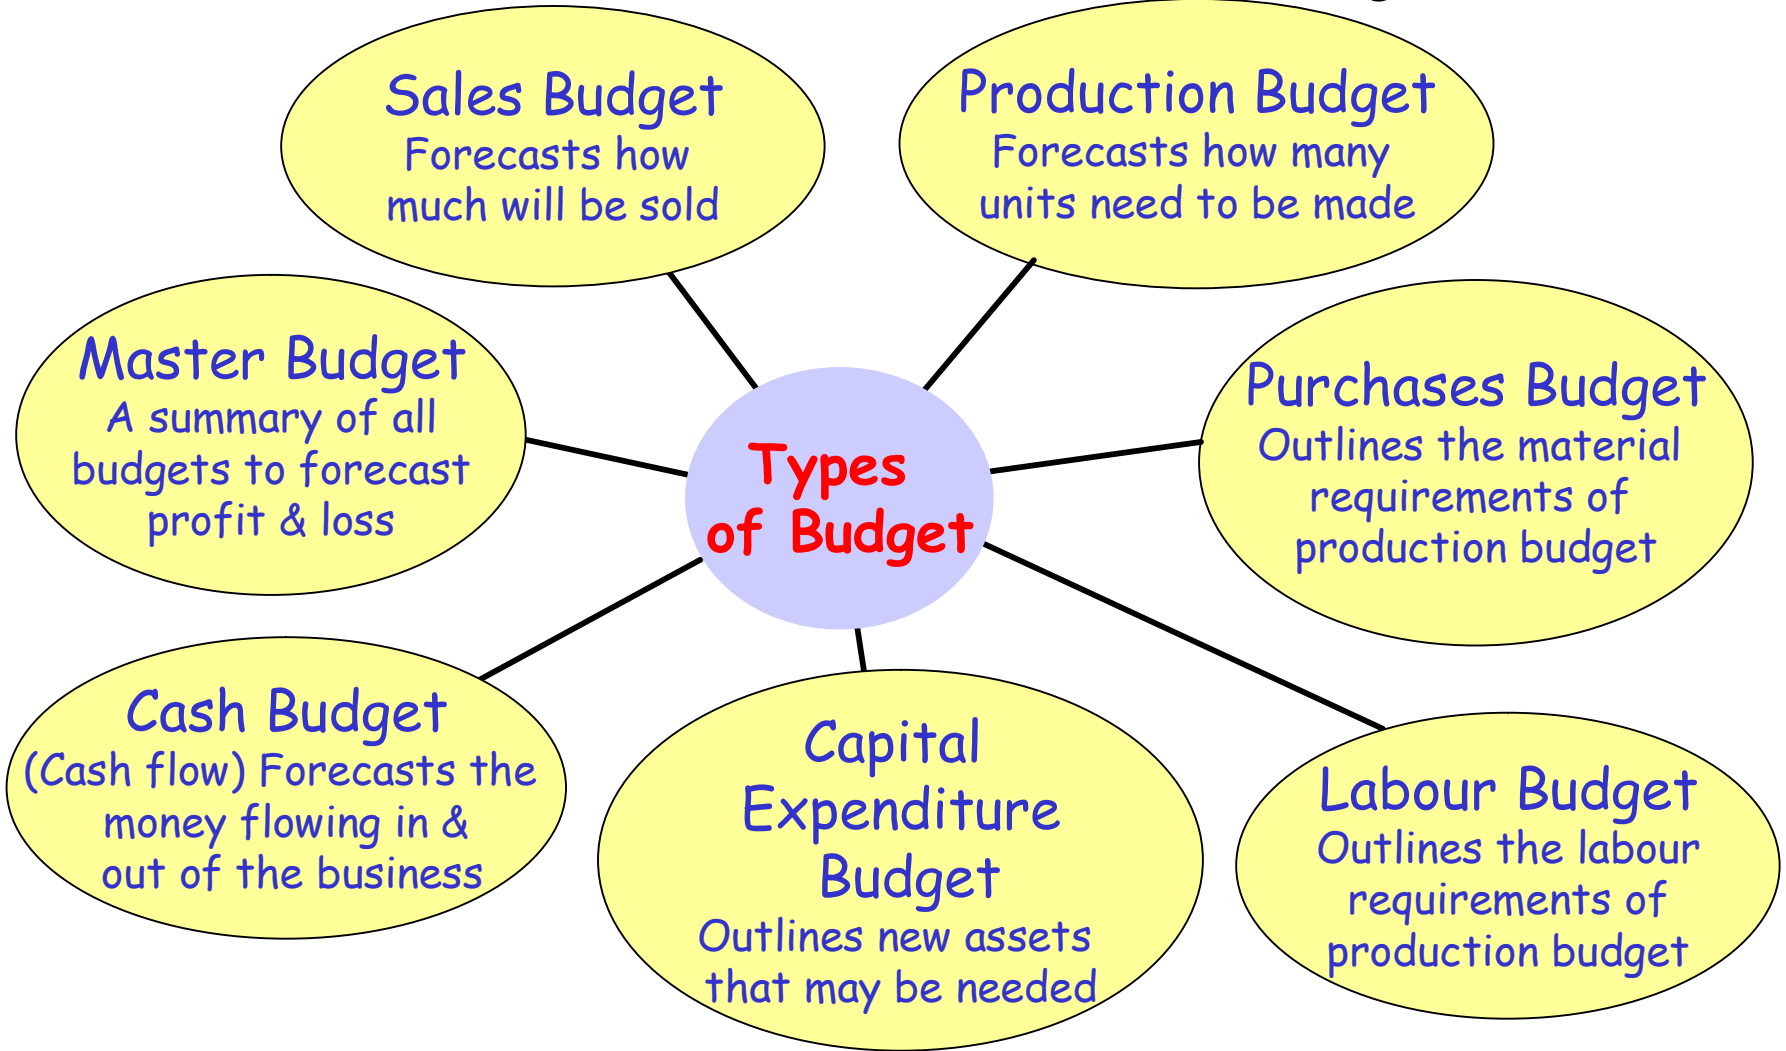 Sales Budget
Forecasts how
much will be sold
Production Budget
Forecasts how many
units need to be made
Master Budget
A summary of all
budgets to forecast
profit & loss
Types
of Budget
Purchases Budget
Outlines the material
requirements of
production budget
Cash Budget
(Cash flow) Forecasts the
money flowing in &
out of the business
Capital
Expenditure
Budget
Outlines new assets
that may be needed
Labour Budget
Outlines the labour
requirements of
production budget